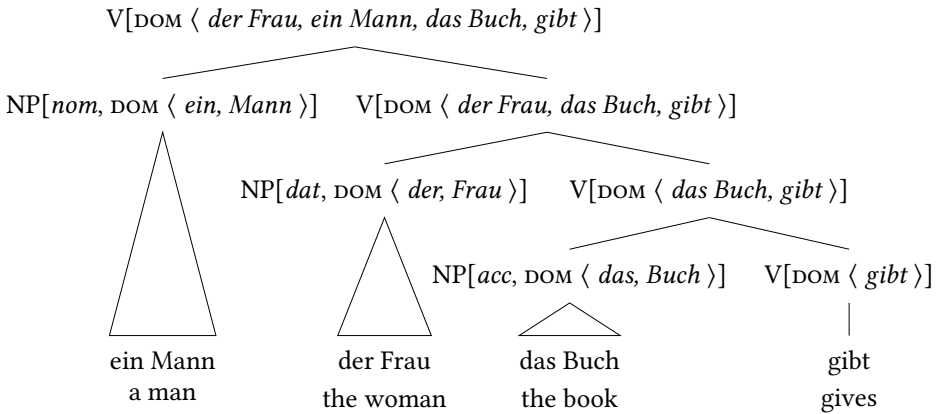 V[DOM ⟨ der Frau, ein Mann, das Buch, gibt ⟩]
NP[nom, DOM ⟨ ein, Mann ⟩] V[DOM ⟨ der Frau, das Buch, gibt ⟩]
NP[dat, DOM ⟨ der, Frau ⟩] V[DOM ⟨ das Buch, gibt ⟩]
NP[acc, DOM ⟨ das, Buch ⟩] V[DOM ⟨ gibt ⟩]
ein Mann der Frau das Buch gibt
a man the woman the book gives